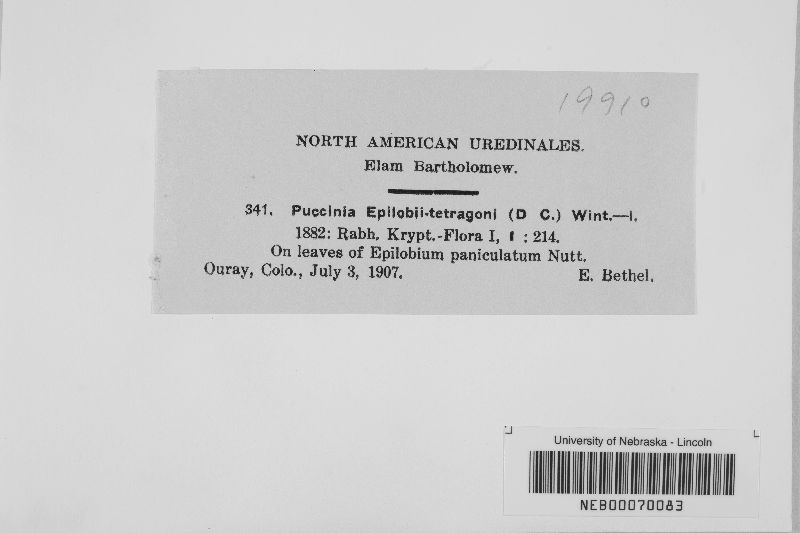 19910
NORTH AMERICAN UREDINALES.
Elam Bartholomew.
341. Puccinia Epilobii-tetragoni (D C.) Wint.—I.
1882: Rabh. Krypt.-Flora I, 1 : 214.
On leaves of Epilobium paniculatum Nutt.
Ouray, Colo., July 3, 1907. E. Bethel.
University of Nebraska - Lincoln
NEB00070083